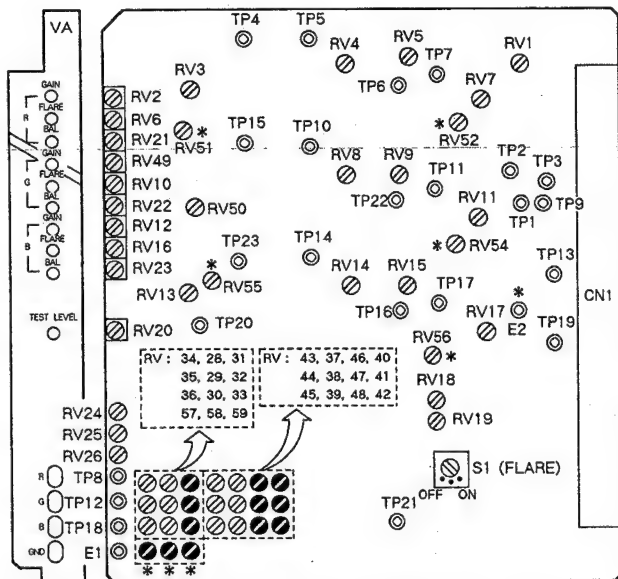 VA
TP4 TP5
RV4 RV5 RV1
TP7
RV3 TP6 RV7
GAIN RV2
R FLARE RV6
BAL RV21 RV51 * TP15 TP10 * RV52
GAIN RV49 RV8 RV9 TP2 TP3
G FLARE RV10 TP11
BAL RV22 RV50 TP22 RV11 TP1 TP9
GAIN RV12
B FLARE RV16 TP23 TP14 * RV54
BAL RV23 * TP13
RV13 RV55 RV14 RV15 TP17 * CN1
TEST LEVEL RV20 TP20 TP16 RV17 E2 TP19
RV56 *
RV : 34, 28, 31
35, 29, 32
36, 30, 33
57, 58, 59
RV : 43, 37, 46, 40
44, 38, 47, 41
45, 39, 48, 42
RV18
RV24 RV19
RV25
RV26
R TP8 S1 (FLARE)
G TP12 OFF ON
B TP18 TP21
GND E1
* * *